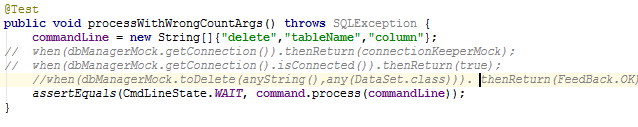 @Test
public void processWithWrongCountArgs() throws SQLException {
    commandLine = new String[]{"delete","tableName","column"};
//  when(dbManagerMock.getConnection()).thenReturn(connectionKeeperMock);
//  when(dbManagerMock.getConnection().isConnected()).thenReturn(true);
    //when(dbManagerMock.toDelete(anyString(),any(DataSet.class))). thenReturn(FeedBack.OK)
    assertEquals(CmdLineState.WAIT, command.process(commandLine));
}